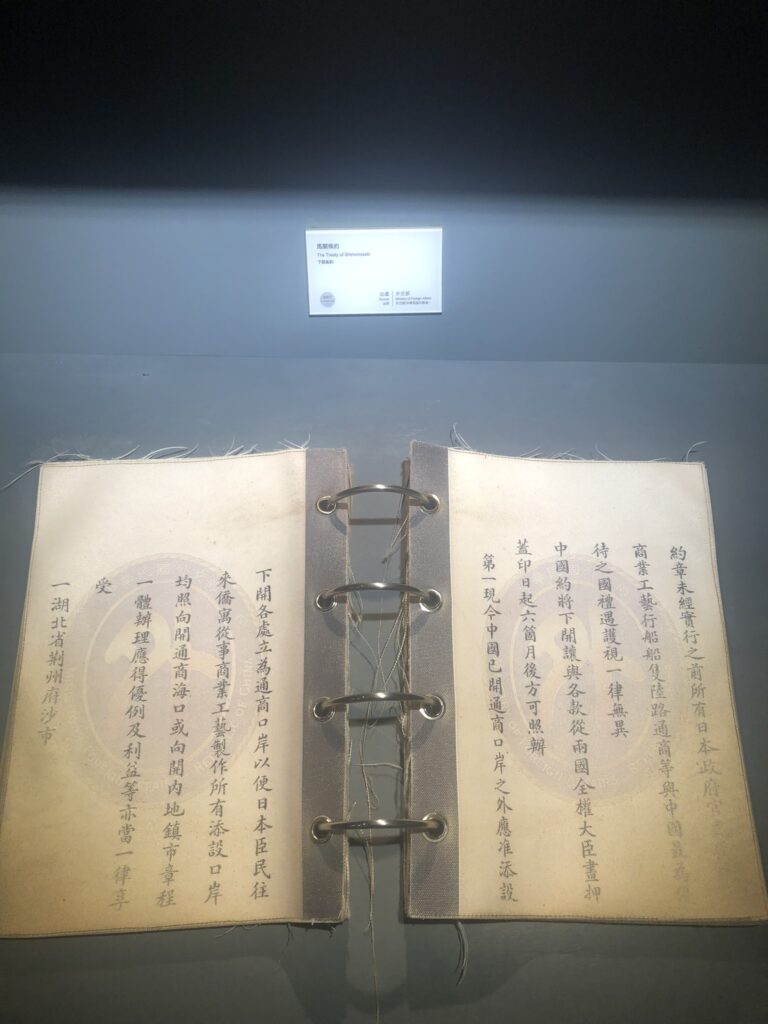 馬關條約
The Treaty of Shimonoseki
約章未經實行之前所有日本政府官
商業工藝行船船隻陸路通商等與中國最為
待之國禮遇護視一律無異
中國約將下開讓與各款從兩國全權大臣畫押
蓋印日起六箇月後方可照辦
第一現今中國已開通商口岸之外應准添設
下開各處立為通商口岸以便日本臣民往
來僑寓從事商業工藝製作所有添設口岸
均照向開通商海口或向開內地鎮市章程
一體辦理應得優例及利益等亦當一律享
受
一湖北省荊州府沙市